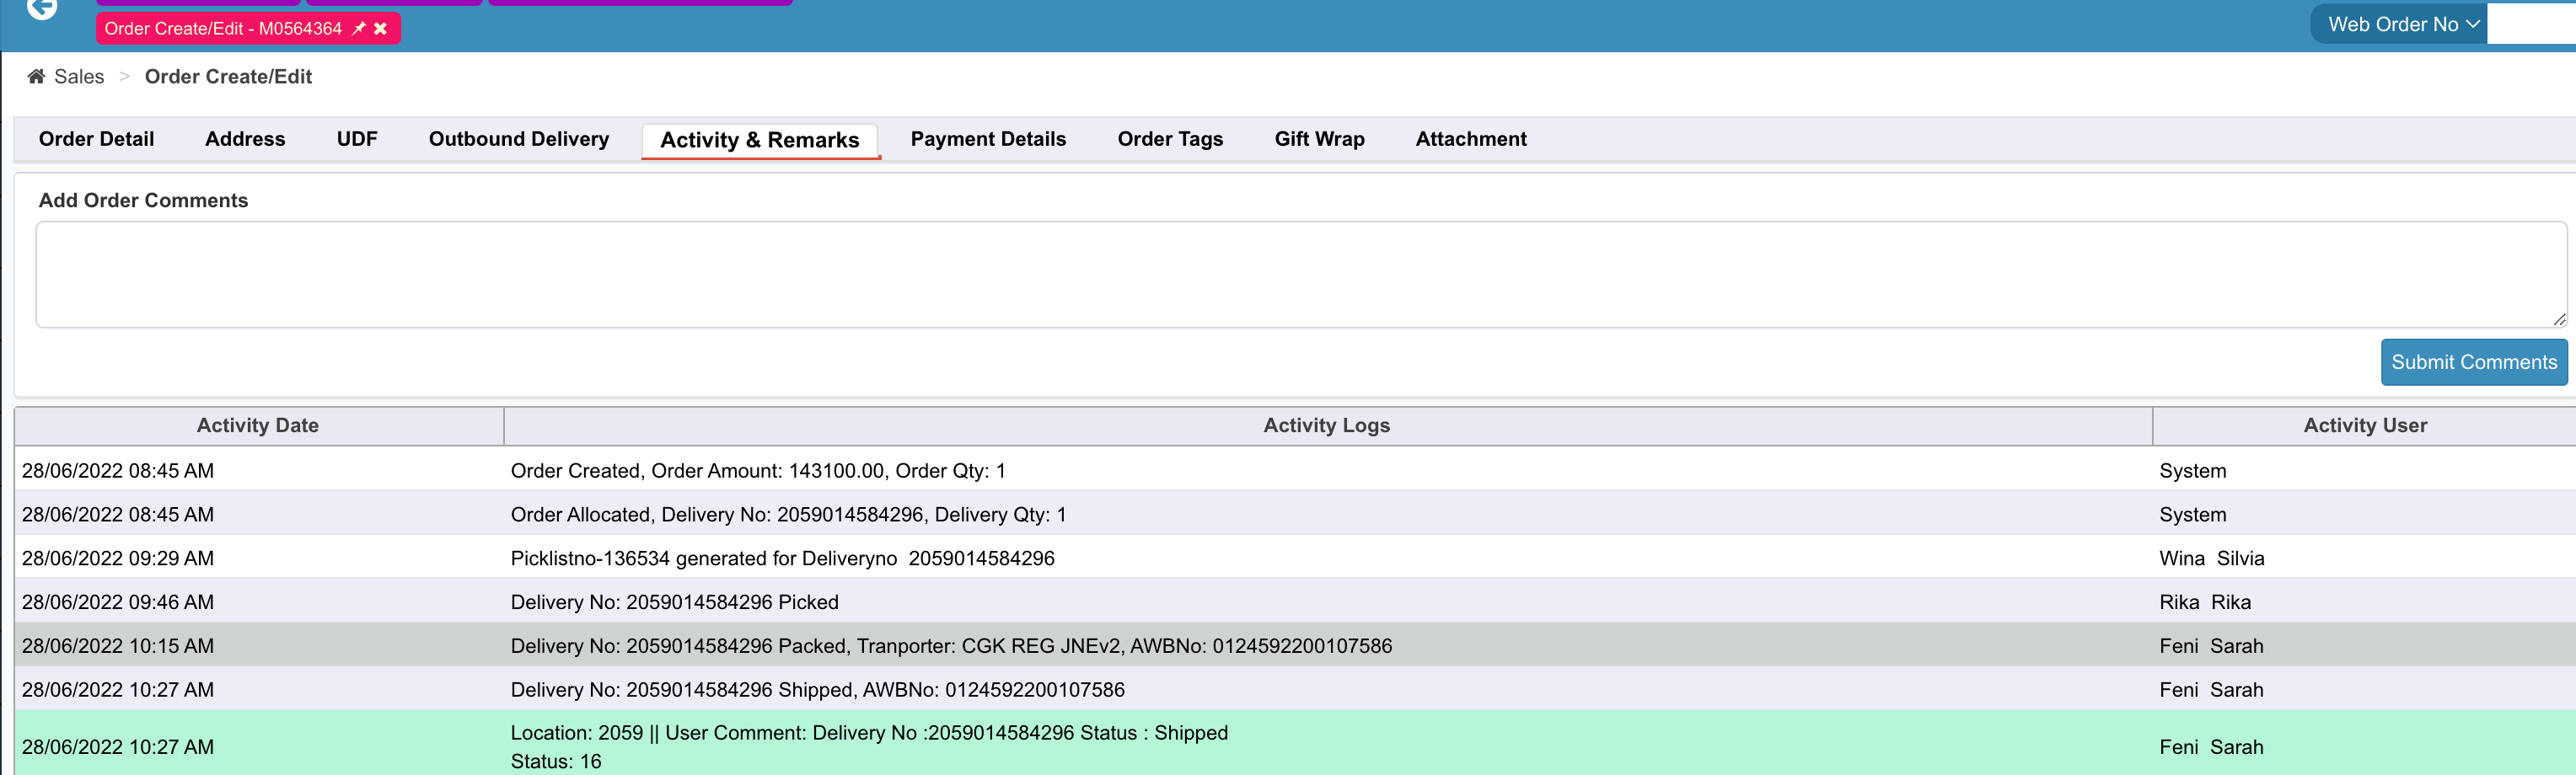 Order Create/Edit - M0564364
Web Order No
Sales > Order Create/Edit
Order Detail Address UDF Outbound Delivery Activity & Remarks Payment Details Order Tags Gift Wrap Attachment
Add Order Comments
Submit Comments
Activity Date Activity Logs Activity User
28/06/2022 08:45 AM Order Created, Order Amount: 143100.00, Order Qty: 1 System
28/06/2022 08:45 AM Order Allocated, Delivery No: 2059014584296, Delivery Qty: 1 System
28/06/2022 09:29 AM Picklistno-136534 generated for Deliveryno 2059014584296 Wina Silvia
28/06/2022 09:46 AM Delivery No: 2059014584296 Picked Rika Rika
28/06/2022 10:15 AM Delivery No: 2059014584296 Packed, Tranporter: CGK REG JNEv2, AWBNo: 0124592200107586 Feni Sarah
28/06/2022 10:27 AM Delivery No: 2059014584296 Shipped, AWBNo: 0124592200107586 Feni Sarah
28/06/2022 10:27 AM Location: 2059 || User Comment: Delivery No :2059014584296 Status : Shipped
Status: 16 Feni Sarah